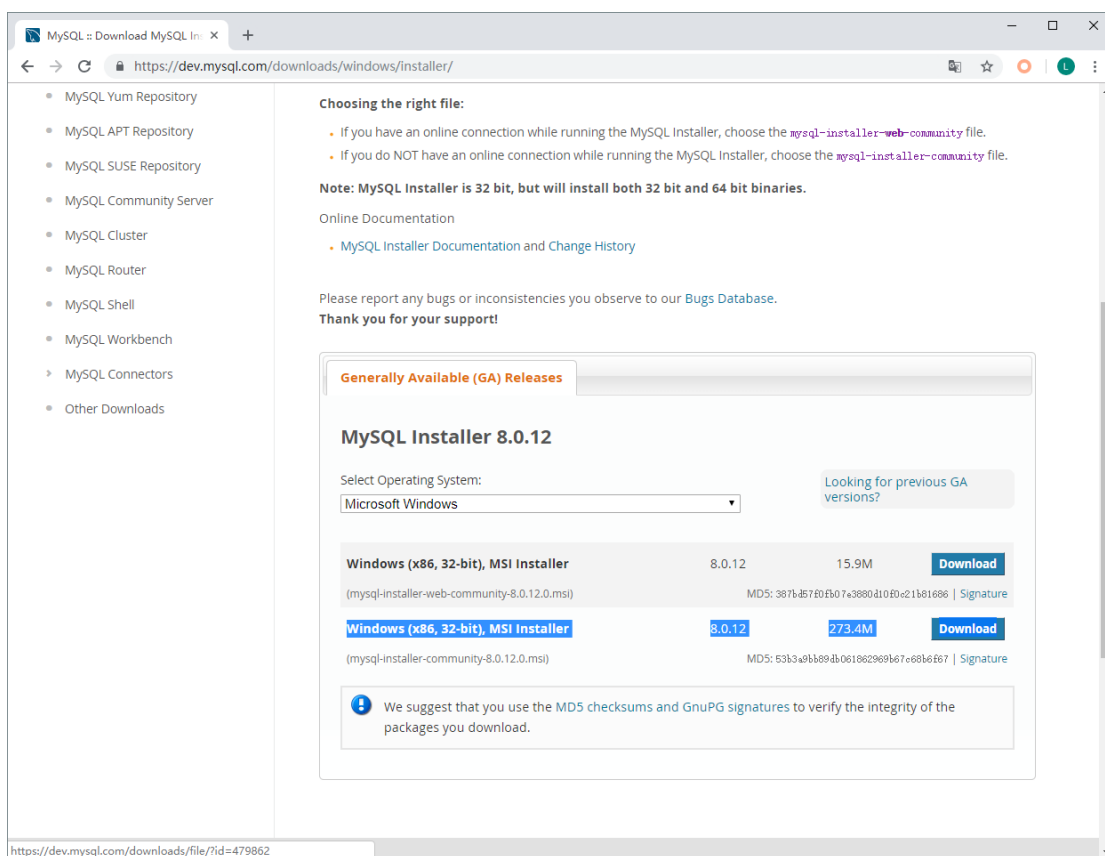 MySQL :: Download MySQL In
https://dev.mysql.com/downloads/windows/installer/
L
MySQL Yum Repository
MySQL APT Repository
MySQL SUSE Repository
MySQL Community Server
MySQL Cluster
MySQL Router
MySQL Shell
MySQL Workbench
MySQL Connectors
Other Downloads
Choosing the right file:
If you have an online connection while running the MySQL Installer, choose the mysql-installer-web-community file.
If you do NOT have an online connection while running the MySQL Installer, choose the mysql-installer-community file.
Note: MySQL Installer is 32 bit, but will install both 32 bit and 64 bit binaries.
Online Documentation
MySQL Installer Documentation and Change History
Please report any bugs or inconsistencies you observe to our Bugs Database.
Thank you for your support!
Generally Available (GA) Releases
MySQL Installer 8.0.12
Select Operating System:
Microsoft Windows
Looking for previous GA
versions?
Windows (x86, 32-bit), MSI Installer 8.0.12 15.9M Download
(mysql-installer-web-community-8.0.12.0.msi) MD5: 387bd57f0fb07e3880d10f0c21b81686 | Signature
Windows (x86, 32-bit), MSI Installer 8.0.12 273.4M Download
(mysql-installer-community-8.0.12.0.msi) MD5: 53b3a9bb89db061862969b67c68b6f67 | Signature
We suggest that you use the MD5 checksums and GnuPG signatures to verify the integrity of the
packages you download.
https://dev.mysql.com/downloads/file/?id=479862